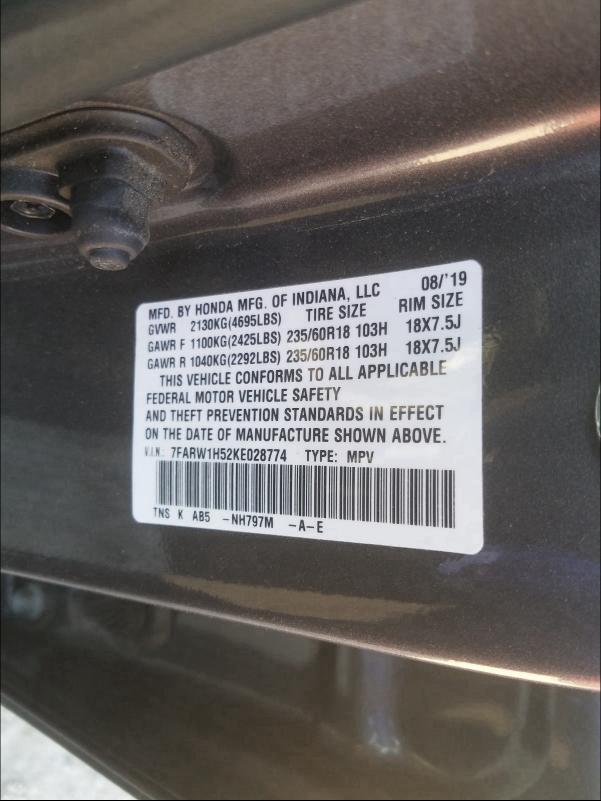 MFD. BY HONDA MFG. OF INDIANA, LLC 08/'19
GVWR 2130KG(4695LBS) TIRE SIZE RIM SIZE
GAWR F 1100KG(2425LBS) 235/60R18 103H 18X7.5J
GAWR R 1040KG(2292LBS) 235/60R18 103H 18X7.5J
THIS VEHICLE CONFORMS TO ALL APPLICABLE
FEDERAL MOTOR VEHICLE SAFETY
AND THEFT PREVENTION STANDARDS IN EFFECT
ON THE DATE OF MANUFACTURE SHOWN ABOVE.
V.I.N.: 7FARW1H52KE028774 TYPE: MPV
TNS K AB5 -NH797M -A-E